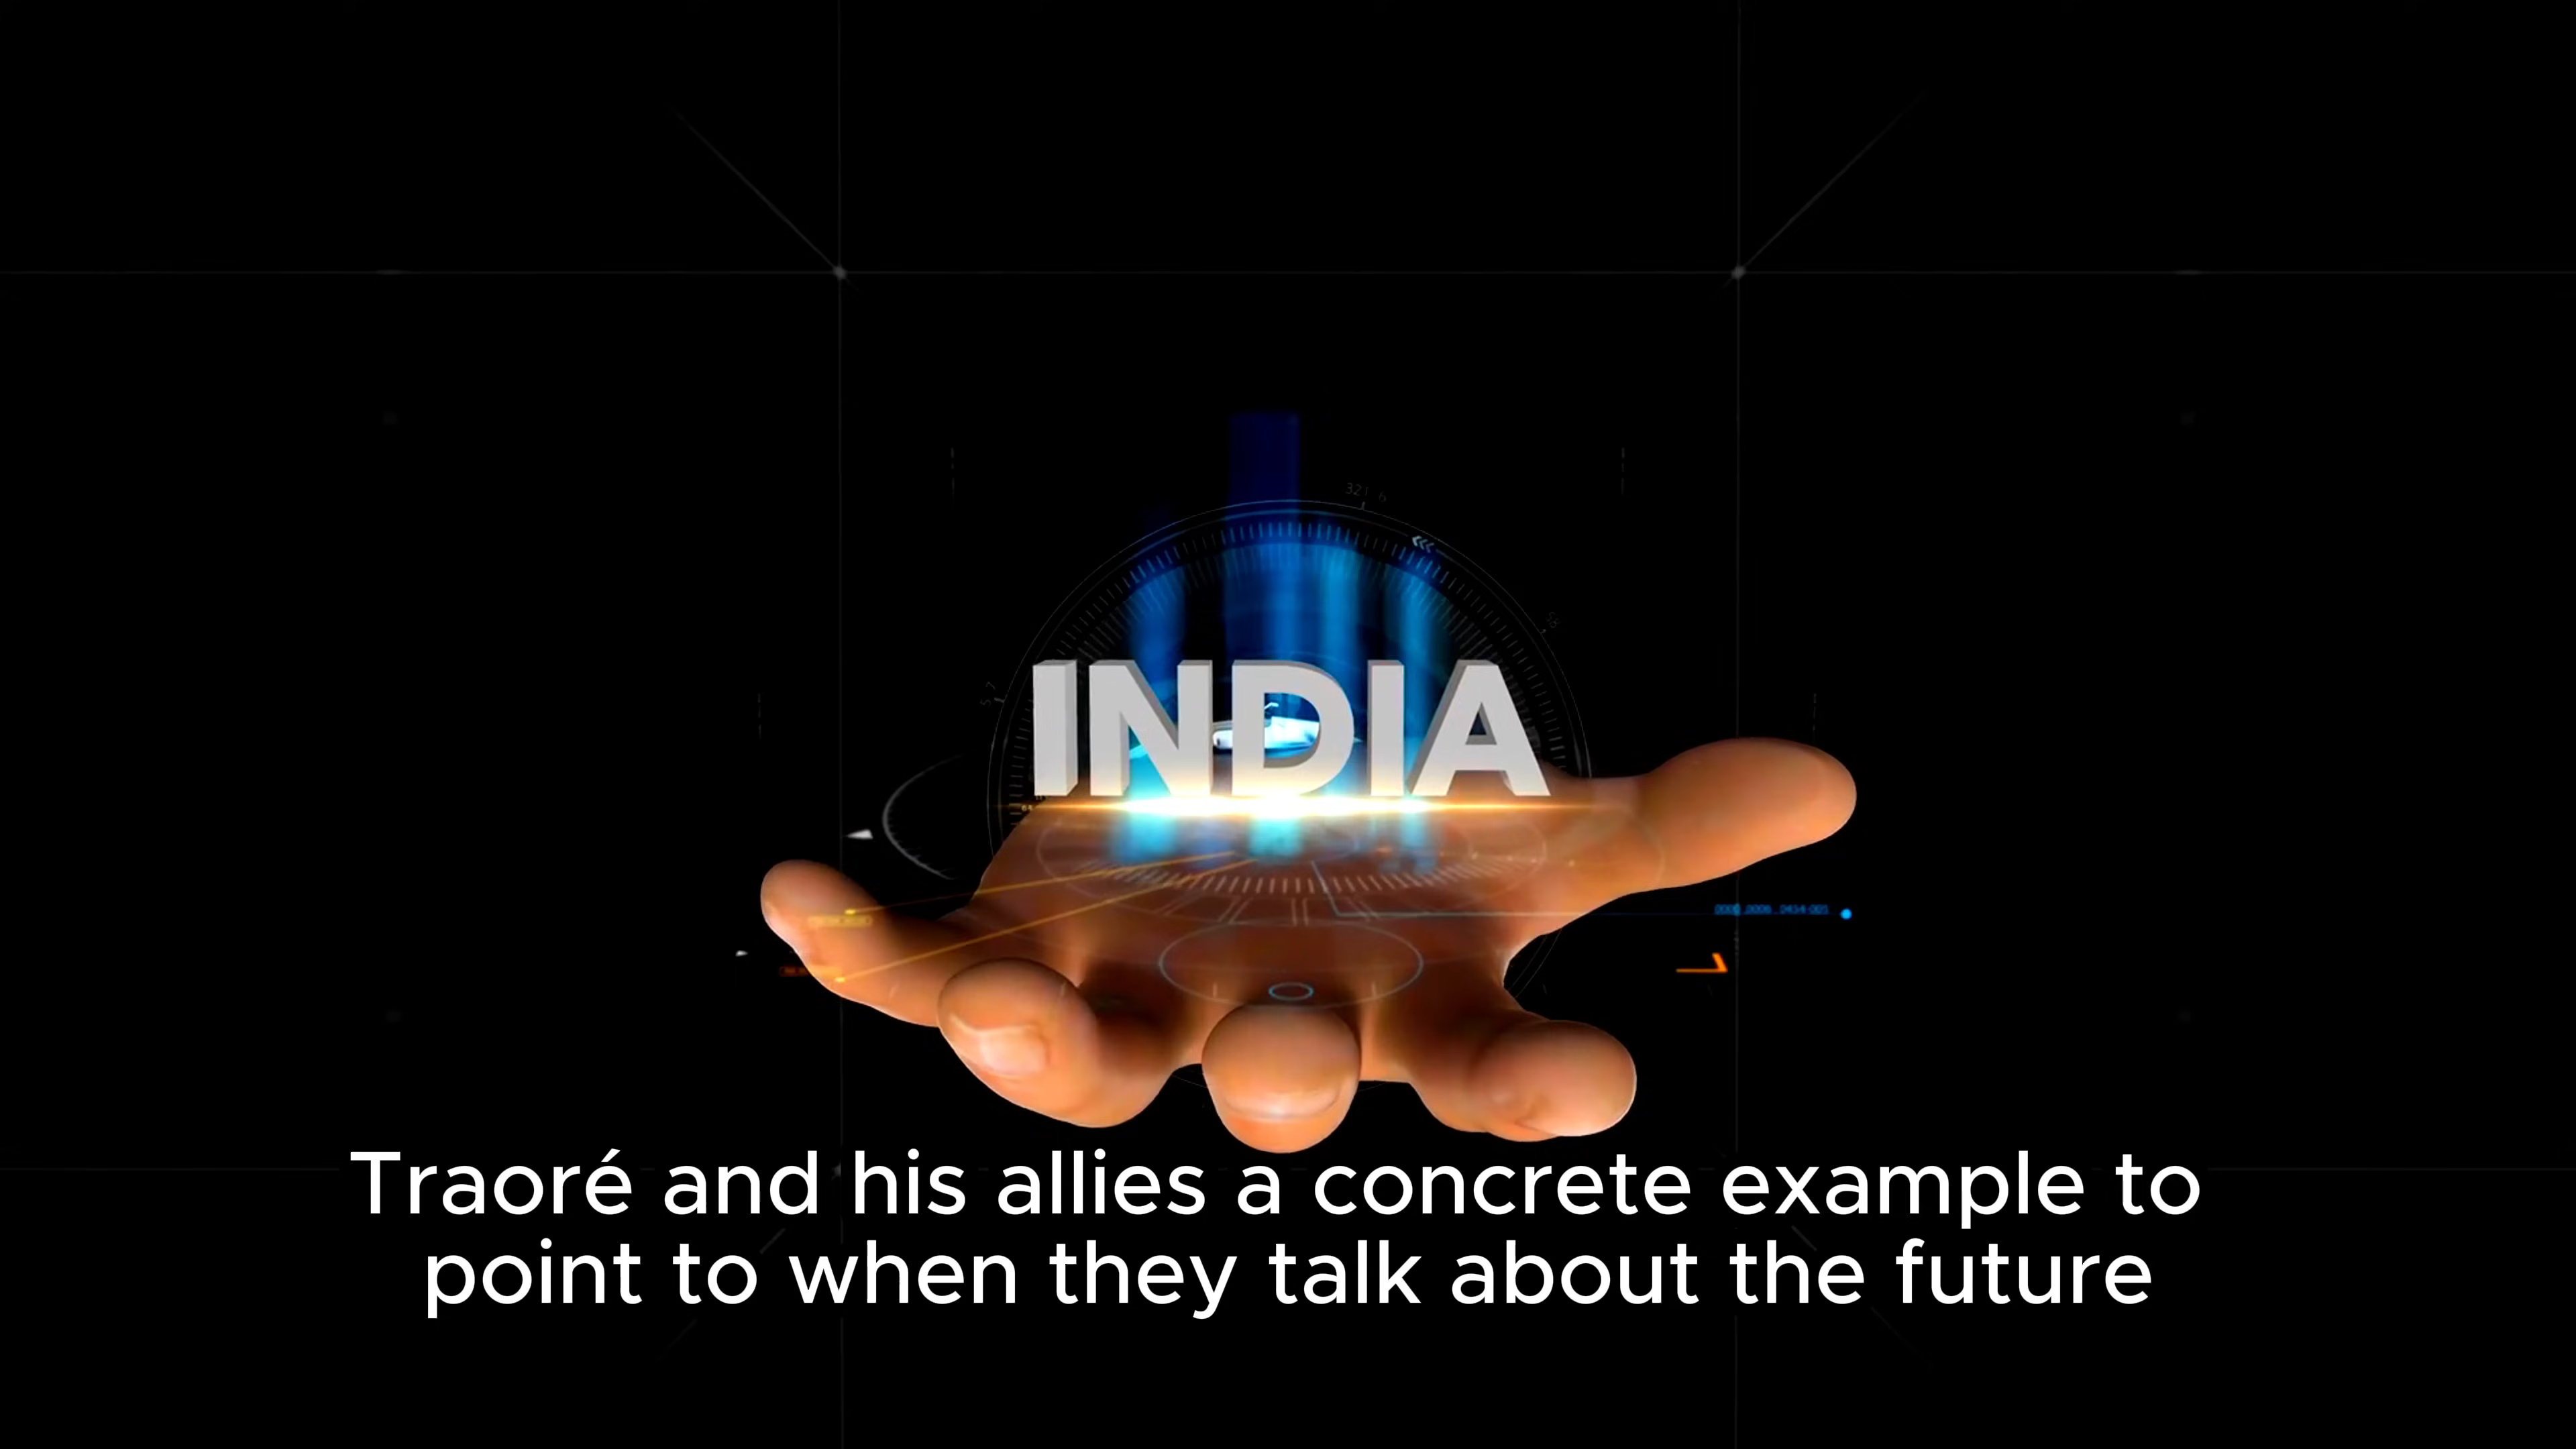 INDIA
Traoré and his allies a concrete example to
point to when they talk about the future